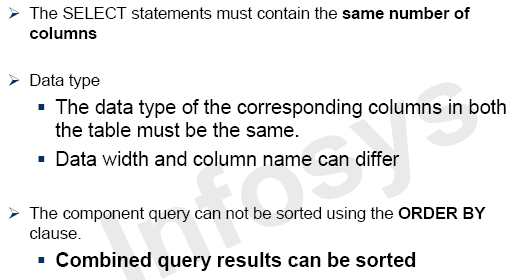 The SELECT statements must contain the same number of
columns
Data type
The data type of the corresponding columns in both
the table must be the same.
Data width and column name can differ
The component query can not be sorted using the ORDER BY
clause.
Combined query results can be sorted
Infosys